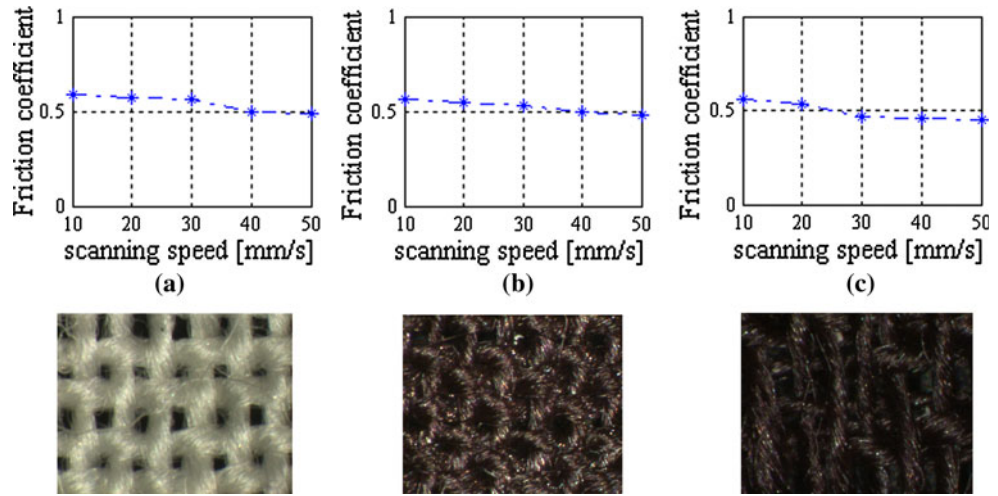 1
0.5
0
Friction coefficient
10 20 30 40 50
scanning speed [mm/s]
(a)
1
0.5
0
Friction coefficient
10 20 30 40 50
scanning speed [mm/s]
(b)
1
0.5
0
Friction coefficient
10 20 30 40 50
scanning speed [mm/s]
(c)